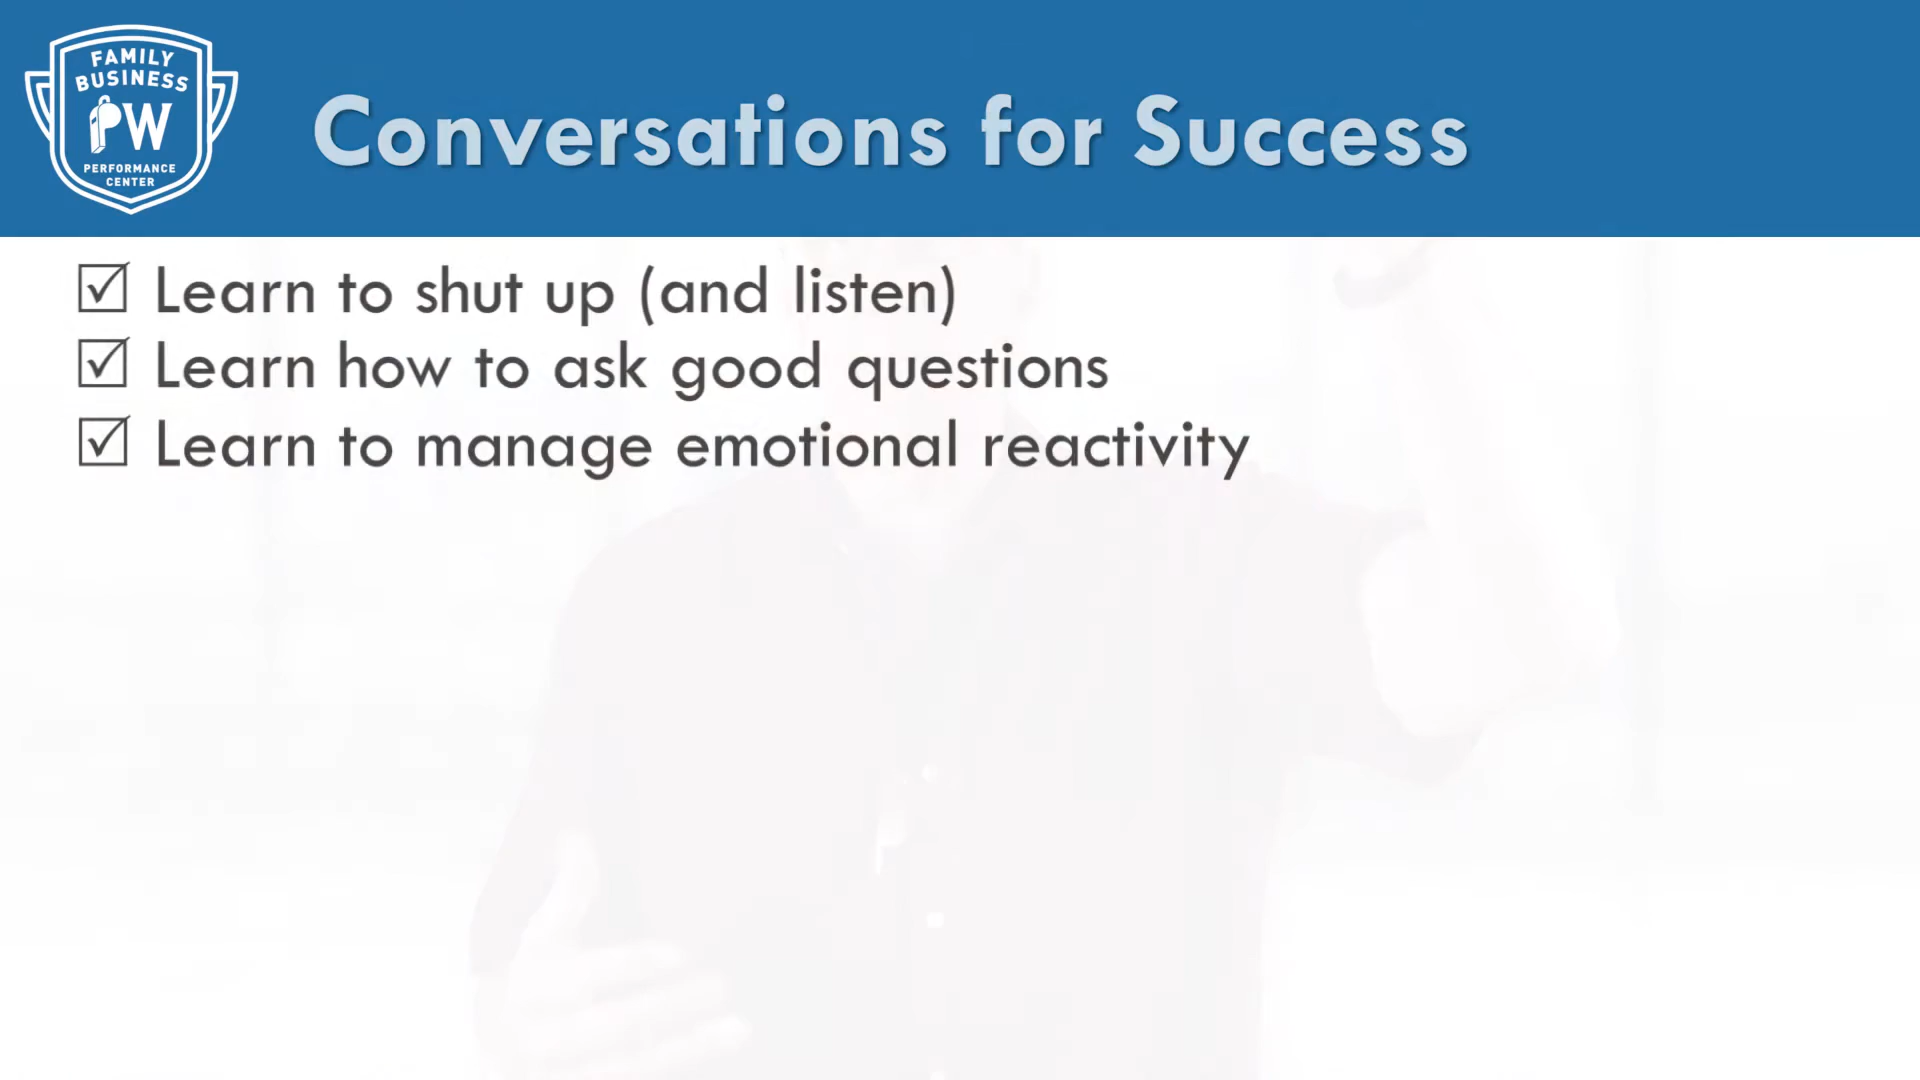 FAMILY
BUSINESS
PW
PERFORMANCE
CENTER
Conversations for Success
☑ Learn to shut up (and listen)
☑ Learn how to ask good questions
☑ Learn to manage emotional reactivity